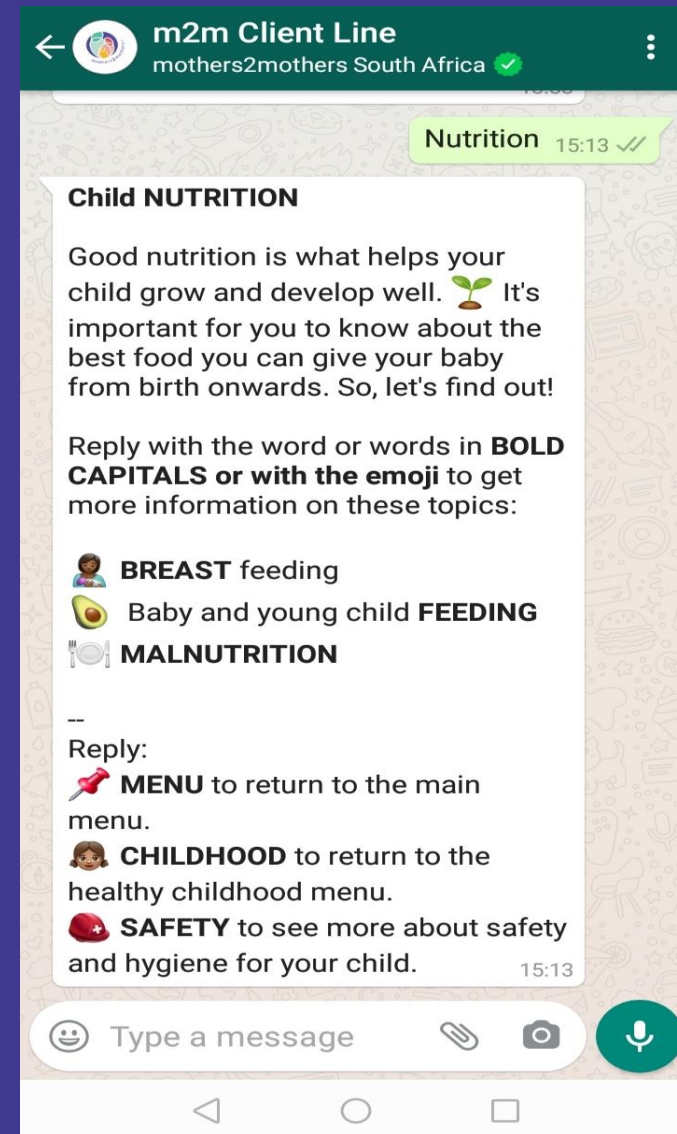 m2m Client Line
mothers2mothers South Africa
Nutrition 15:13
Child NUTRITION
Good nutrition is what helps your
child grow and develop well. 🌱 It's
important for you to know about the
best food you can give your baby
from birth onwards. So, let's find out!
Reply with the word or words in BOLD
CAPITALS or with the emoji to get
more information on these topics:
🤱🏾 BREAST feeding
🥑 Baby and young child FEEDING
🍽 MALNUTRITION
--
Reply:
📌 MENU to return to the main
menu.
👧🏽 CHILDHOOD to return to the
healthy childhood menu.
⛑ SAFETY to see more about safety
and hygiene for your child. 15:13
Type a message